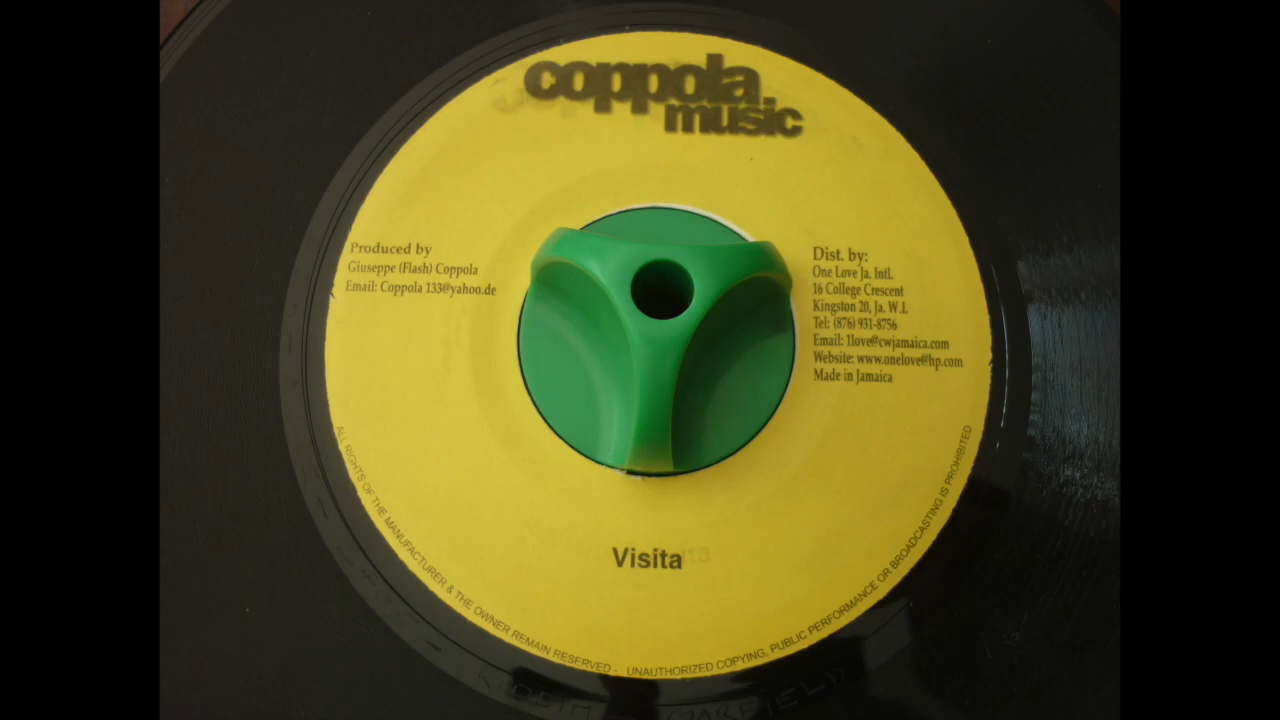 coppola
music
Produced by
Giuseppe (Flash) Coppola
Email: Coppola 133@yahoo.de
Dist. by:
One Love Ja. Intl.
16 College Crescent
Kingston 20, Ja. W.I.
Tel: (876) 931-8756
Email: 1love@cwjamaica.com
Website: www.onelove@hp.com
Made in Jamaica
Visita
ALL RIGHTS OF THE MANUFACTURER & THE OWNER REMAIN RESERVED - UNAUTHORIZED COPYING, PUBLIC PERFORMANCE OR BROADCASTING IS PROHIBITED
GARFIELD